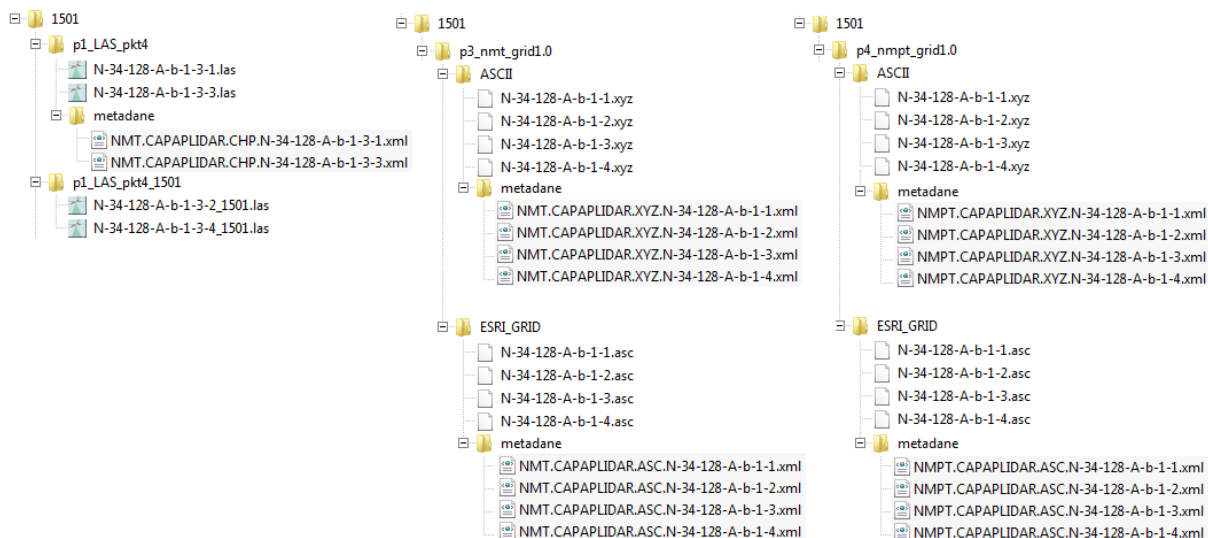 1501
p1_LAS_pkt4
N-34-128-A-b-1-3-1.las
N-34-128-A-b-1-3-3.las
metadane
NMT.CAPAPLIDAR.CHP.N-34-128-A-b-1-3-1.xml
NMT.CAPAPLIDAR.CHP.N-34-128-A-b-1-3-3.xml
p1_LAS_pkt4_1501
N-34-128-A-b-1-3-2_1501.las
N-34-128-A-b-1-3-4_1501.las
1501
p3_nmt_grid1.0
ASCII
N-34-128-A-b-1-1.xyz
N-34-128-A-b-1-2.xyz
N-34-128-A-b-1-3.xyz
N-34-128-A-b-1-4.xyz
metadane
NMT.CAPAPLIDAR.XYZ.N-34-128-A-b-1-1.xml
NMT.CAPAPLIDAR.XYZ.N-34-128-A-b-1-2.xml
NMT.CAPAPLIDAR.XYZ.N-34-128-A-b-1-3.xml
NMT.CAPAPLIDAR.XYZ.N-34-128-A-b-1-4.xml
ESRI_GRID
N-34-128-A-b-1-1.asc
N-34-128-A-b-1-2.asc
N-34-128-A-b-1-3.asc
N-34-128-A-b-1-4.asc
metadane
NMT.CAPAPLIDAR.ASC.N-34-128-A-b-1-1.xml
NMT.CAPAPLIDAR.ASC.N-34-128-A-b-1-2.xml
NMT.CAPAPLIDAR.ASC.N-34-128-A-b-1-3.xml
NMT.CAPAPLIDAR.ASC.N-34-128-A-b-1-4.xml
1501
p4_nmpt_grid1.0
ASCII
N-34-128-A-b-1-1.xyz
N-34-128-A-b-1-2.xyz
N-34-128-A-b-1-3.xyz
N-34-128-A-b-1-4.xyz
metadane
NMPT.CAPAPLIDAR.XYZ.N-34-128-A-b-1-1.xml
NMPT.CAPAPLIDAR.XYZ.N-34-128-A-b-1-2.xml
NMPT.CAPAPLIDAR.XYZ.N-34-128-A-b-1-3.xml
NMPT.CAPAPLIDAR.XYZ.N-34-128-A-b-1-4.xml
ESRI_GRID
N-34-128-A-b-1-1.asc
N-34-128-A-b-1-2.asc
N-34-128-A-b-1-3.asc
N-34-128-A-b-1-4.asc
metadane
NMPT.CAPAPLIDAR.ASC.N-34-128-A-b-1-1.xml
NMPT.CAPAPLIDAR.ASC.N-34-128-A-b-1-2.xml
NMPT.CAPAPLIDAR.ASC.N-34-128-A-b-1-3.xml
NMPT.CAPAPLIDAR.ASC.N-34-128-A-b-1-4.xml